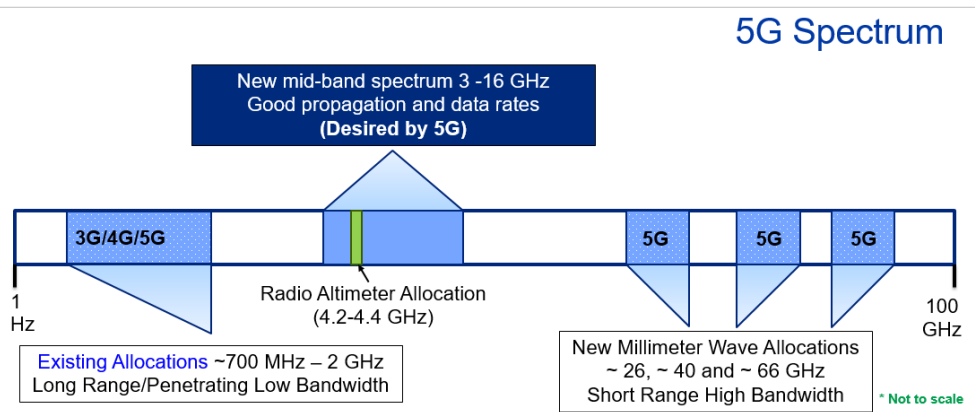 5G Spectrum
New mid-band spectrum 3 -16 GHz
Good propagation and data rates
(Desired by 5G)
3G/4G/5G
5G
5G
5G
1
Hz
Radio Altimeter Allocation
(4.2-4.4 GHz)
100
GHz
Existing Allocations ~700 MHz – 2 GHz
Long Range/Penetrating Low Bandwidth
New Millimeter Wave Allocations
~ 26, ~ 40 and ~ 66 GHz
Short Range High Bandwidth
* Not to scale